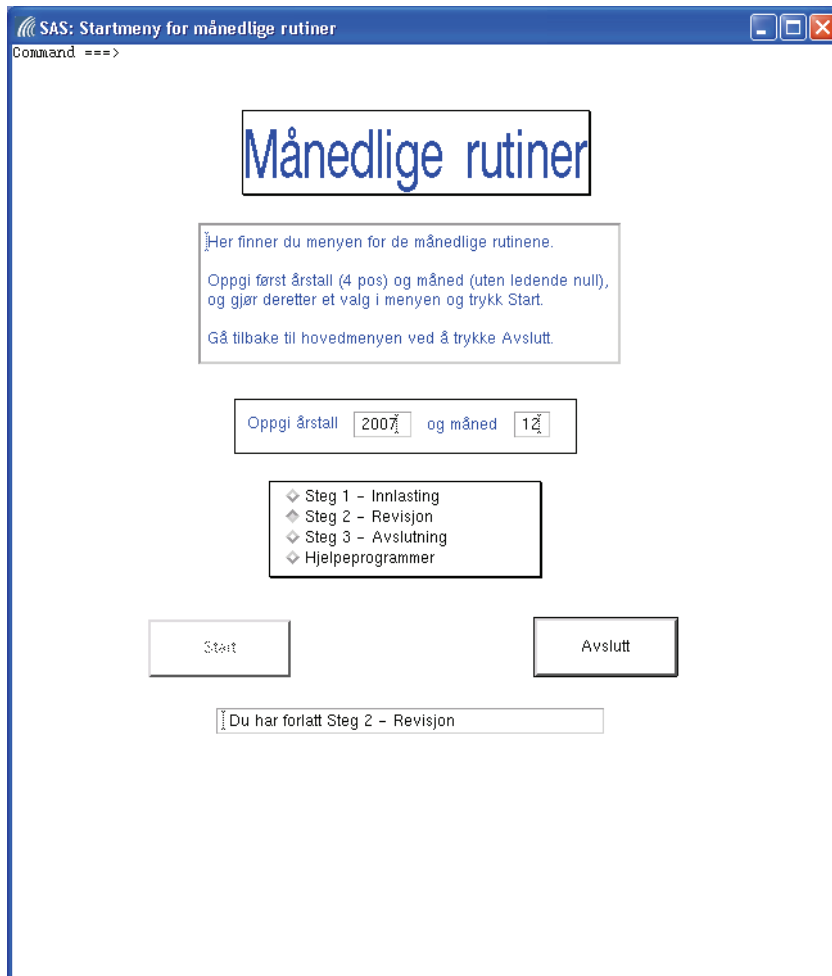 SAS: Startmeny for månedlige rutiner
Command ===>
Månedlige rutiner
Her finner du menyen for de månedlige rutinene.
Oppgi først årstall (4 pos) og måned (uten ledende null),
og gjør deretter et valg i menyen og trykk Start.
Gå tilbake til hovedmenyen ved å trykke Avslutt.
Oppgi årstall 2007 og måned 12
Steg 1 – Innlasting
Steg 2 – Revisjon
Steg 3 – Avslutning
Hjelpeprogrammer
Start Avslutt
Du har forlatt Steg 2 – Revisjon